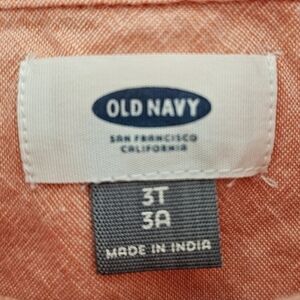 OLD NAVY
SAN FRANCISCO
CALIFORNIA
3T
3A
MADE IN INDIA